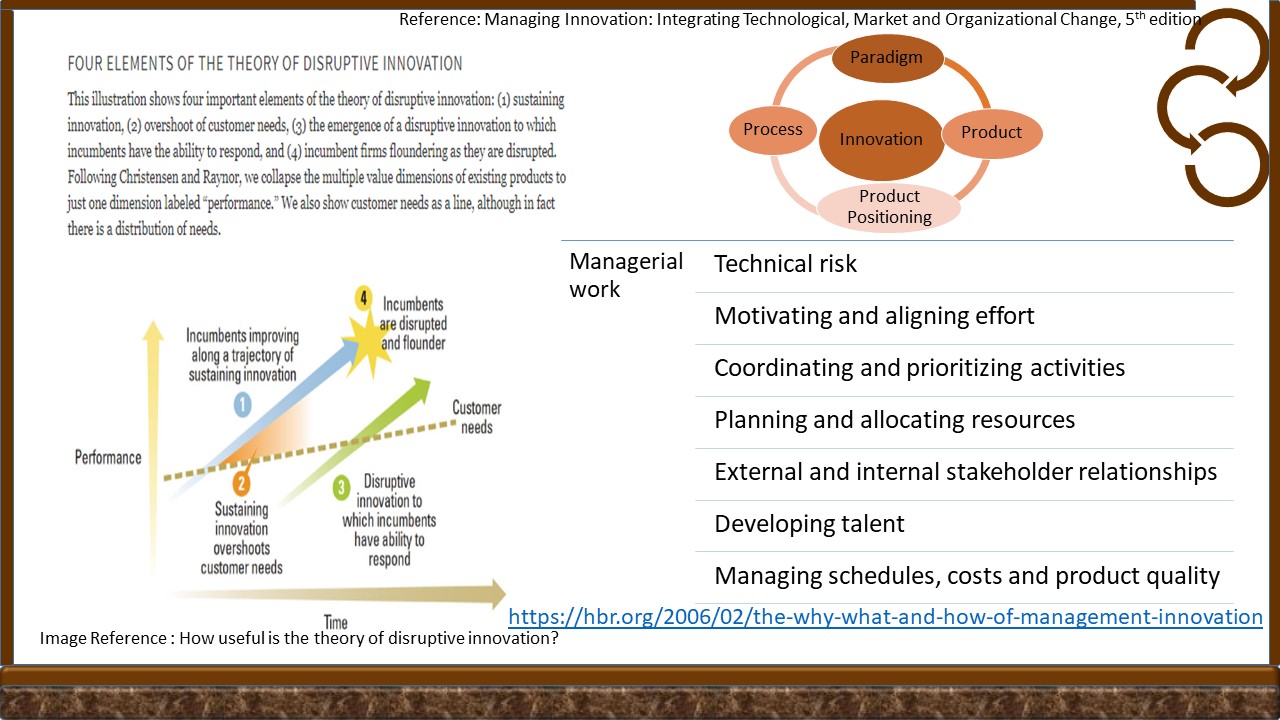 Reference: Managing Innovation: Integrating Technological, Market and Organizational Change, 5th edition
FOUR ELEMENTS OF THE THEORY OF DISRUPTIVE INNOVATION
This illustration shows four important elements of the theory of disruptive innovation: (1) sustaining
innovation, (2) overshoot of customer needs, (3) the emergence of a disruptive innovation to which
incumbents have the ability to respond, and (4) incumbent firms floundering as they are disrupted.
Following Christensen and Raynor, we collapse the multiple value dimensions of existing products to
just one dimension labeled “performance.” We also show customer needs as a line, although in fact
there is a distribution of needs.
Paradigm
Process
Innovation
Product
Product
Positioning
4
Incumbents
are disrupted
and flounder
Incumbents improving
along a trajectory of
sustaining innovation
1
Customer
needs
Performance
2
Sustaining
innovation
overshoots
customer needs
3
Disruptive
innovation to
which incumbents
have ability to
respond
Time
Managerial
work
Technical risk
Motivating and aligning effort
Coordinating and prioritizing activities
Planning and allocating resources
External and internal stakeholder relationships
Developing talent
Managing schedules, costs and product quality
https://hbr.org/2006/02/the-why-what-and-how-of-management-innovation
Image Reference : How useful is the theory of disruptive innovation?